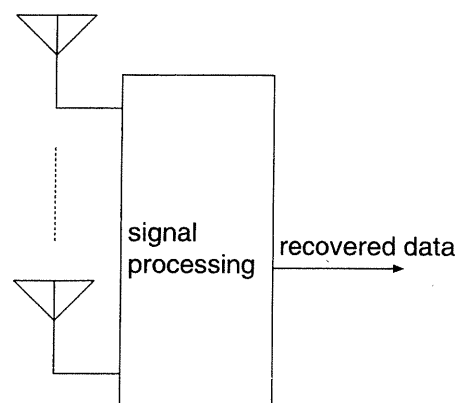 signal
processing
recovered data